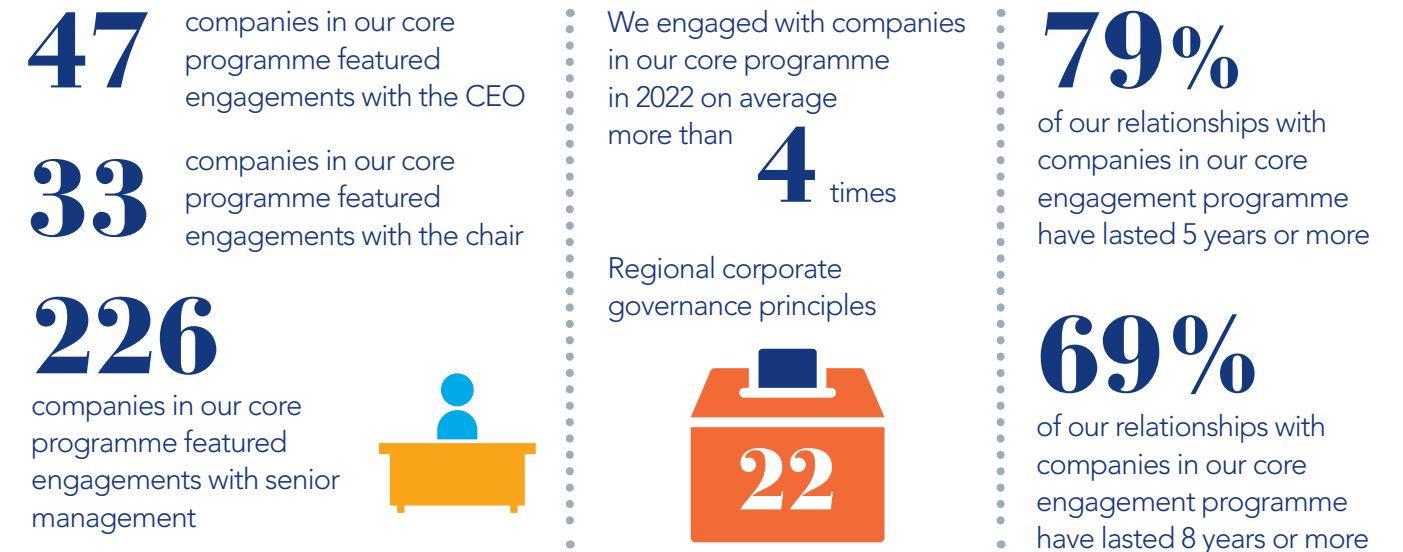 47
companies in our core
programme featured
engagements with the CEO
33
companies in our core
programme featured
engagements with the chair
226
companies in our core
programme featured
engagements with senior
management
We engaged with companies
in our core programme
in 2022 on average
more than 4 times
Regional corporate
governance principles
22
79%
of our relationships with
companies in our core
engagement programme
have lasted 5 years or more
69%
of our relationships with
companies in our core
engagement programme
have lasted 8 years or more